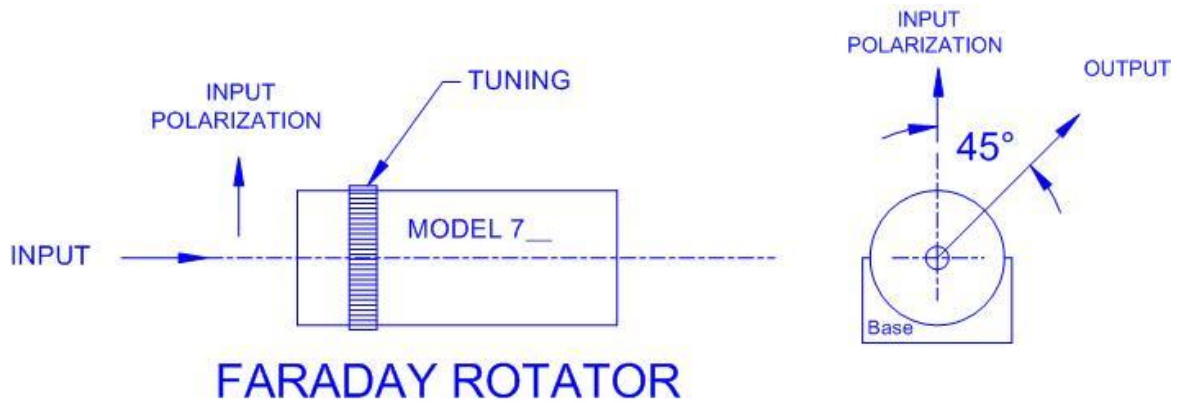 INPUT
POLARIZATION
TUNING
INPUT
MODEL 7__
FARADAY ROTATOR
INPUT
POLARIZATION
OUTPUT
45°
Base